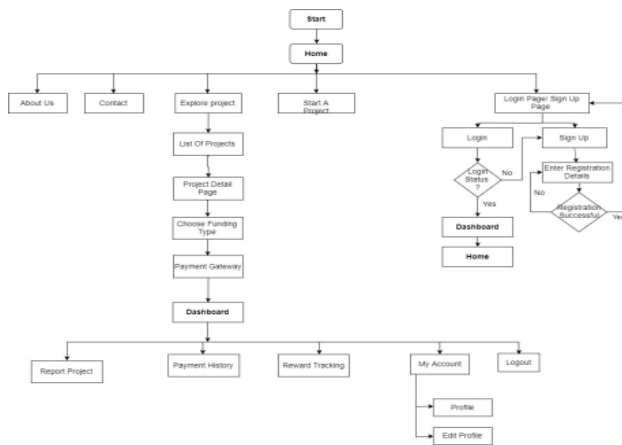 Start
Home
About Us
Contact
Explore project
Start A
Project
Login Page/ Sign Up
Page
List Of Projects
Login
Sign Up
Project Detail
Page
Login
Status
?
No
Enter Registration
Details
Yes
No
Registration
Successful
Yes
Choose Funding
Type
Dashboard
Home
Payment Gateway
Dashboard
Report Project
Payment History
Reward Tracking
My Account
Logout
Profile
Edit Profile